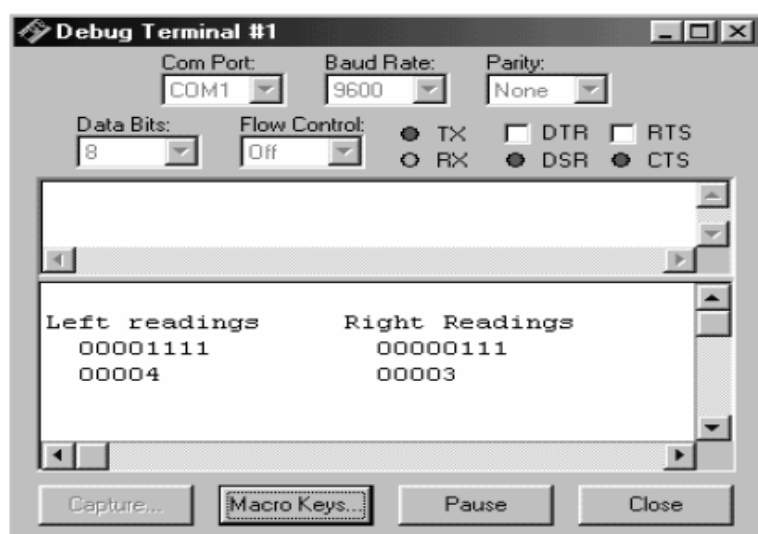 Debug Terminal #1
Com Port: Baud Rate: Parity:
COM1 9600 None
Data Bits: Flow Control: TX DTR RTS
8 Off RX DSR CTS
Left readings Right Readings
00001111 00000111
00004 00003
Capture... Macro Keys... Pause Close